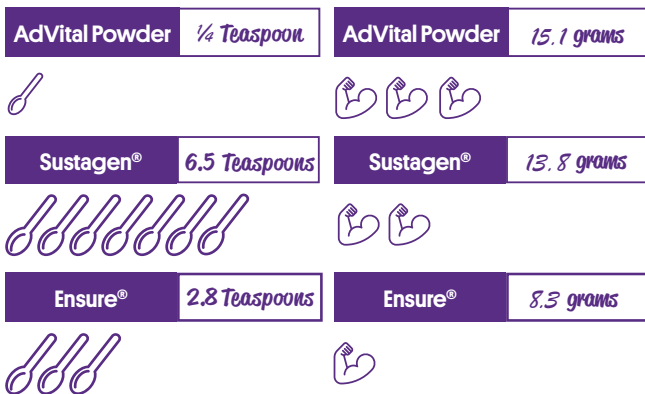 AdVital Powder ¼ Teaspoon AdVital Powder 15.1 grams
Sustagen® 6.5 Teaspoons Sustagen® 13.8 grams
Ensure® 2.8 Teaspoons Ensure® 8.3 grams